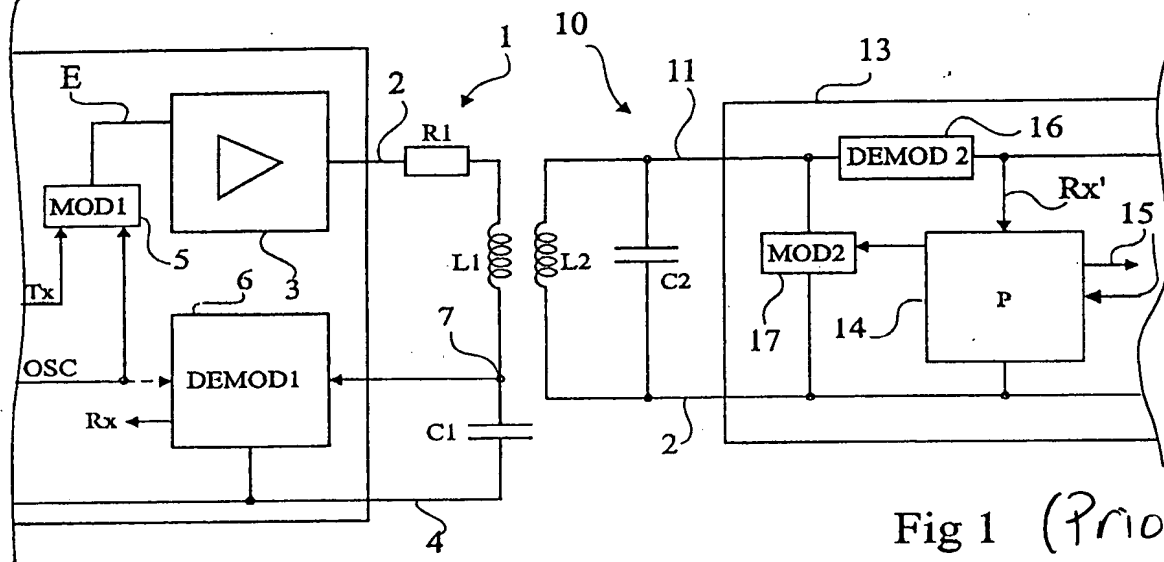 1
10
13
E
2
R1
11
16
DEMOD 2
MOD1
Rx'
15
5
3
L1
L2
C2
MOD2
P
Tx
6
17
14
7
OSC
DEMOD1
Rx
C1
2
4
Fig 1 (Prio